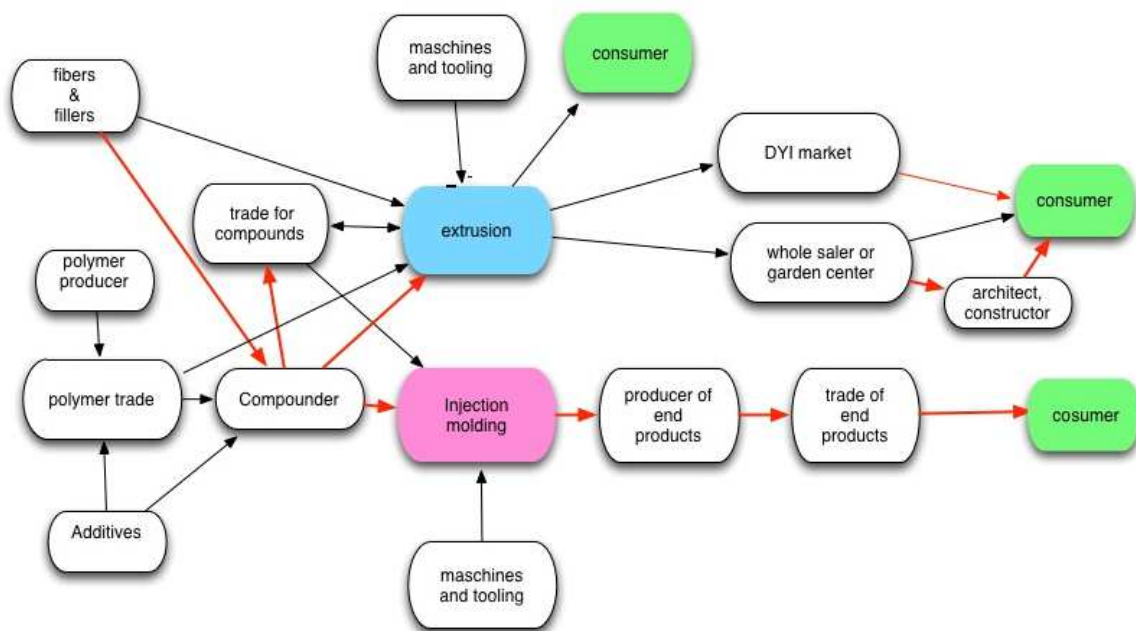 maschines
and tooling
consumer
fibers
&
fillers
DYI market
trade for
compounds
extrusion
consumer
polymer
producer
whole saler or
garden center
architect,
constructor
polymer trade
Compounder
Injection
molding
producer of
end
products
trade of
end
products
cosumer
Additives
maschines
and tooling